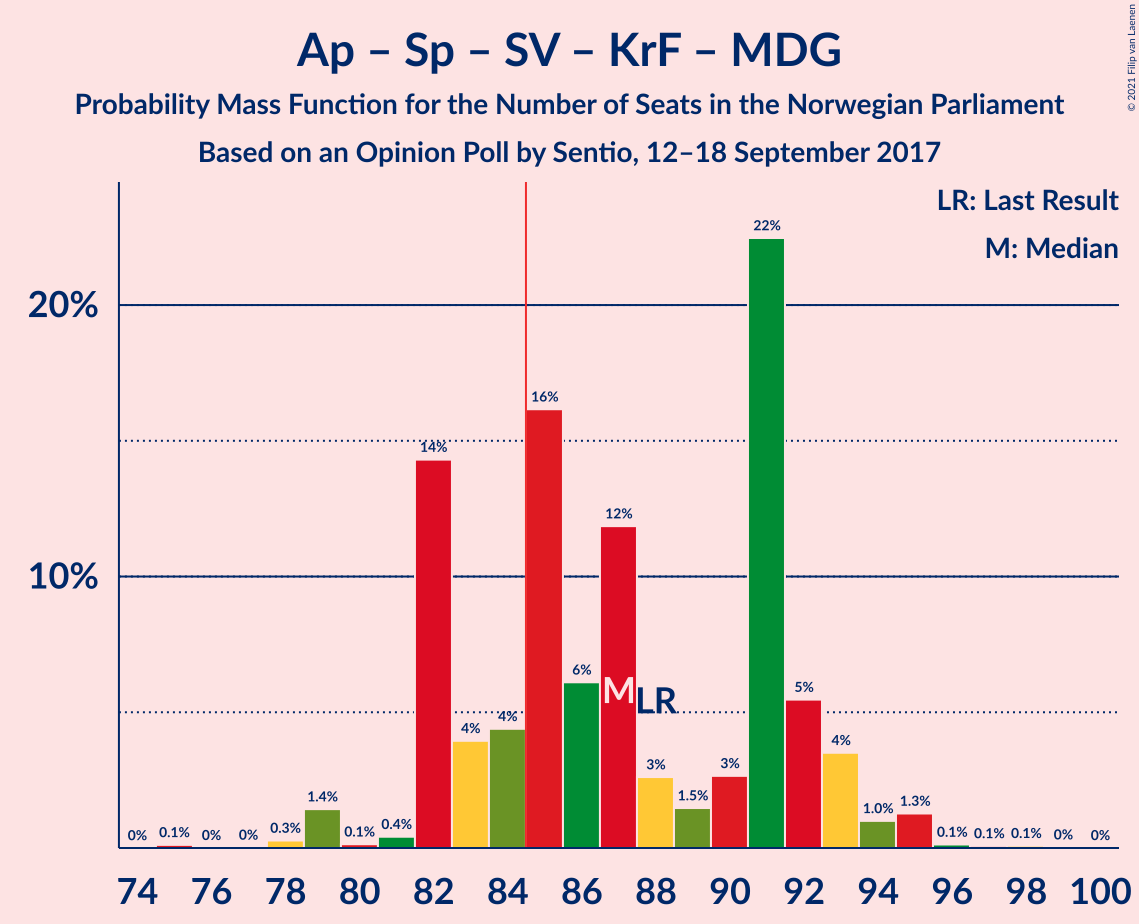 Ap – Sp – SV – KrF – MDG
Probability Mass Function for the Number of Seats in the Norwegian Parliament
Based on an Opinion Poll by Sentio, 12–18 September 2017
© 2021 Filip van Laenen
LR: Last Result
M: Median
20%
10%
0% 0.1% 0% 0% 0.3% 1.4% 0.1% 0.4% 14% 4% 4% 16% 6% 12% 3% 1.5% 3% 22% 5% 4% 1.0% 1.3% 0.1% 0.1% 0.1% 0% 0%
M LR
74 76 78 80 82 84 86 88 90 92 94 96 98 100